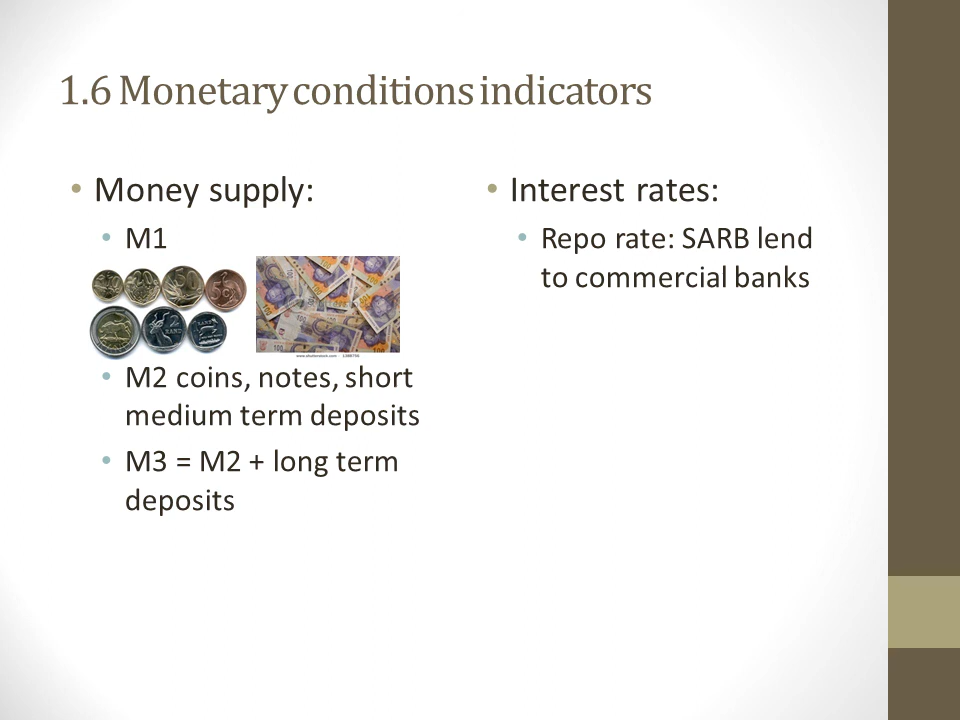 1.6 Monetary conditions indicators
• Money supply:
• M1
• M2 coins, notes, short
medium term deposits
• M3 = M2 + long term
deposits
• Interest rates:
• Repo rate: SARB lend
to commercial banks